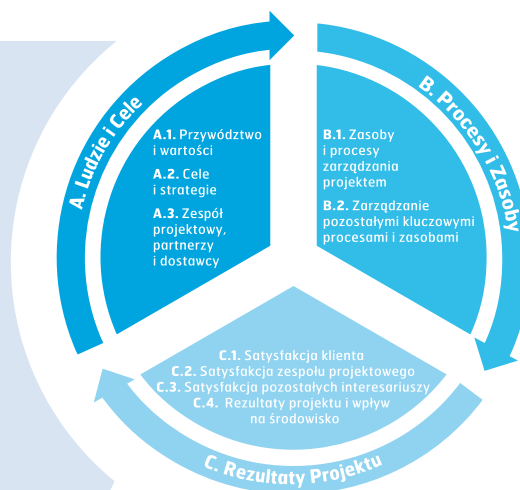 A. Ludzie i Cele
A.1. Przywództwo
i wartości
A.2. Cele
i strategie
A.3. Zespół
projektowy,
partnerzy
i dostawcy
B. Procesy i Zasoby
B.1. Zasoby
i procesy
zarządzania
projektem
B.2. Zarządzanie
pozostałymi kluczowymi
procesami i zasobami
C.1. Satysfakcja klienta
C.2. Satysfakcja zespołu projektowego
C.3. Satysfakcja pozostałych interesariuszy
C.4. Rezultaty projektu i wpływ
na środowisko
C. Rezultaty Projektu